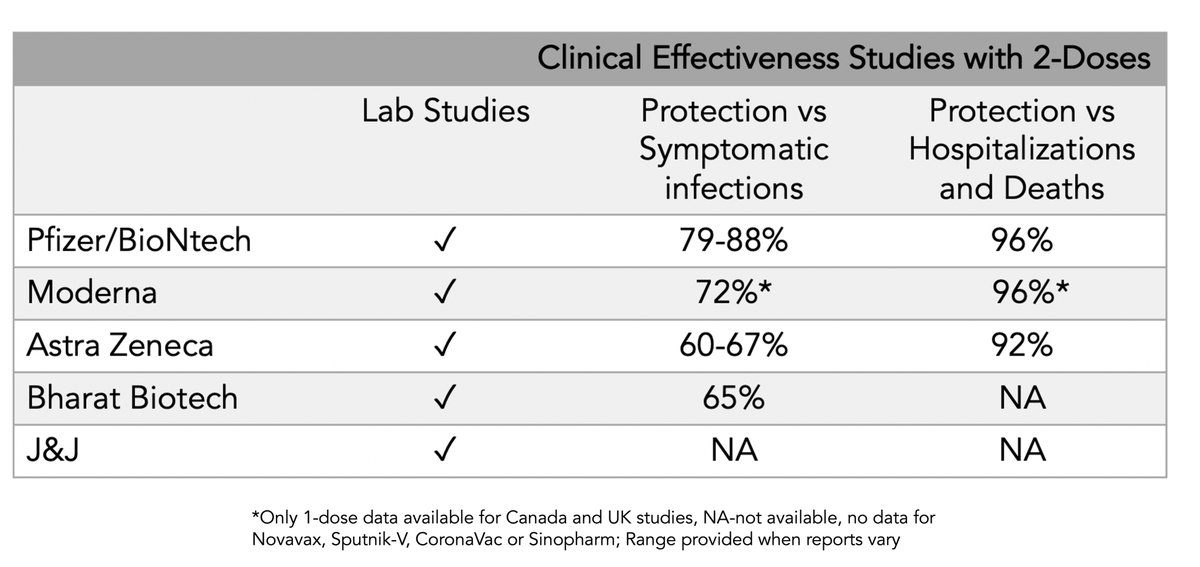 Clinical Effectiveness Studies with 2-Doses
Lab Studies
Protection vs
Symptomatic
infections
Protection vs
Hospitalizations
and Deaths
Pfizer/BioNtech ✓ 79-88% 96%
Moderna ✓ 72%* 96%*
Astra Zeneca ✓ 60-67% 92%
Bharat Biotech ✓ 65% NA
J&J ✓ NA NA
*Only 1-dose data available for Canada and UK studies, NA-not available, no data for
Novavax, Sputnik-V, CoronaVac or Sinopharm; Range provided when reports vary